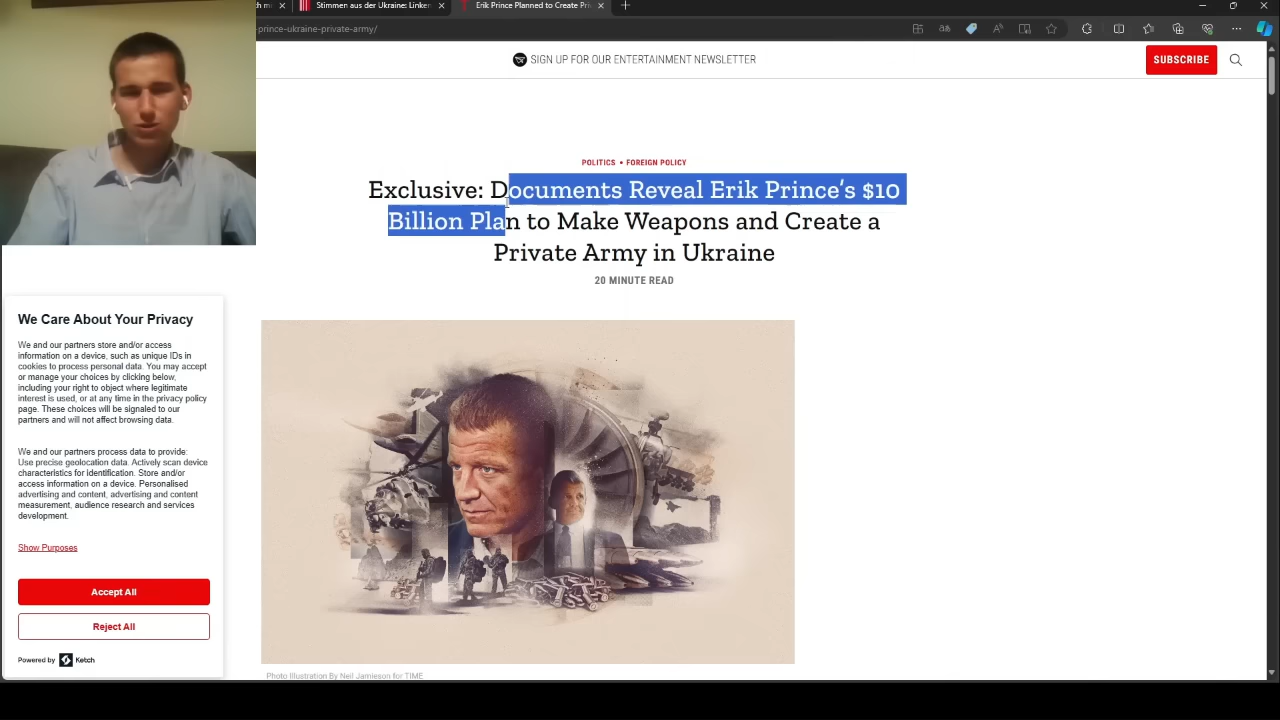 Stimmen aus der Ukraine: Linken
Erik Prince Planned to Create Pri
-prince-ukraine-private-army/
SIGN UP FOR OUR ENTERTAINMENT NEWSLETTER
SUBSCRIBE
POLITICS • FOREIGN POLICY
Exclusive: Documents Reveal Erik Prince's $10
Billion Plan to Make Weapons and Create a
Private Army in Ukraine
20 MINUTE READ
We Care About Your Privacy
We and our partners store and/or access
information on a device, such as unique IDs in
cookies to process personal data. You may accept
or manage your choices by clicking below,
including your right to object where legitimate
interest is used, or at any time in the privacy policy
page. These choices will be signaled to our
partners and will not affect browsing data.
We and our partners process data to provide:
Use precise geolocation data. Actively scan device
characteristics for identification. Store and/or
access information on a device. Personalised
advertising and content, advertising and content
measurement, audience research and services
development.
Show Purposes
Accept All
Reject All
Powered by Ketch
Photo Illustration By Neil Jamieson for TIME